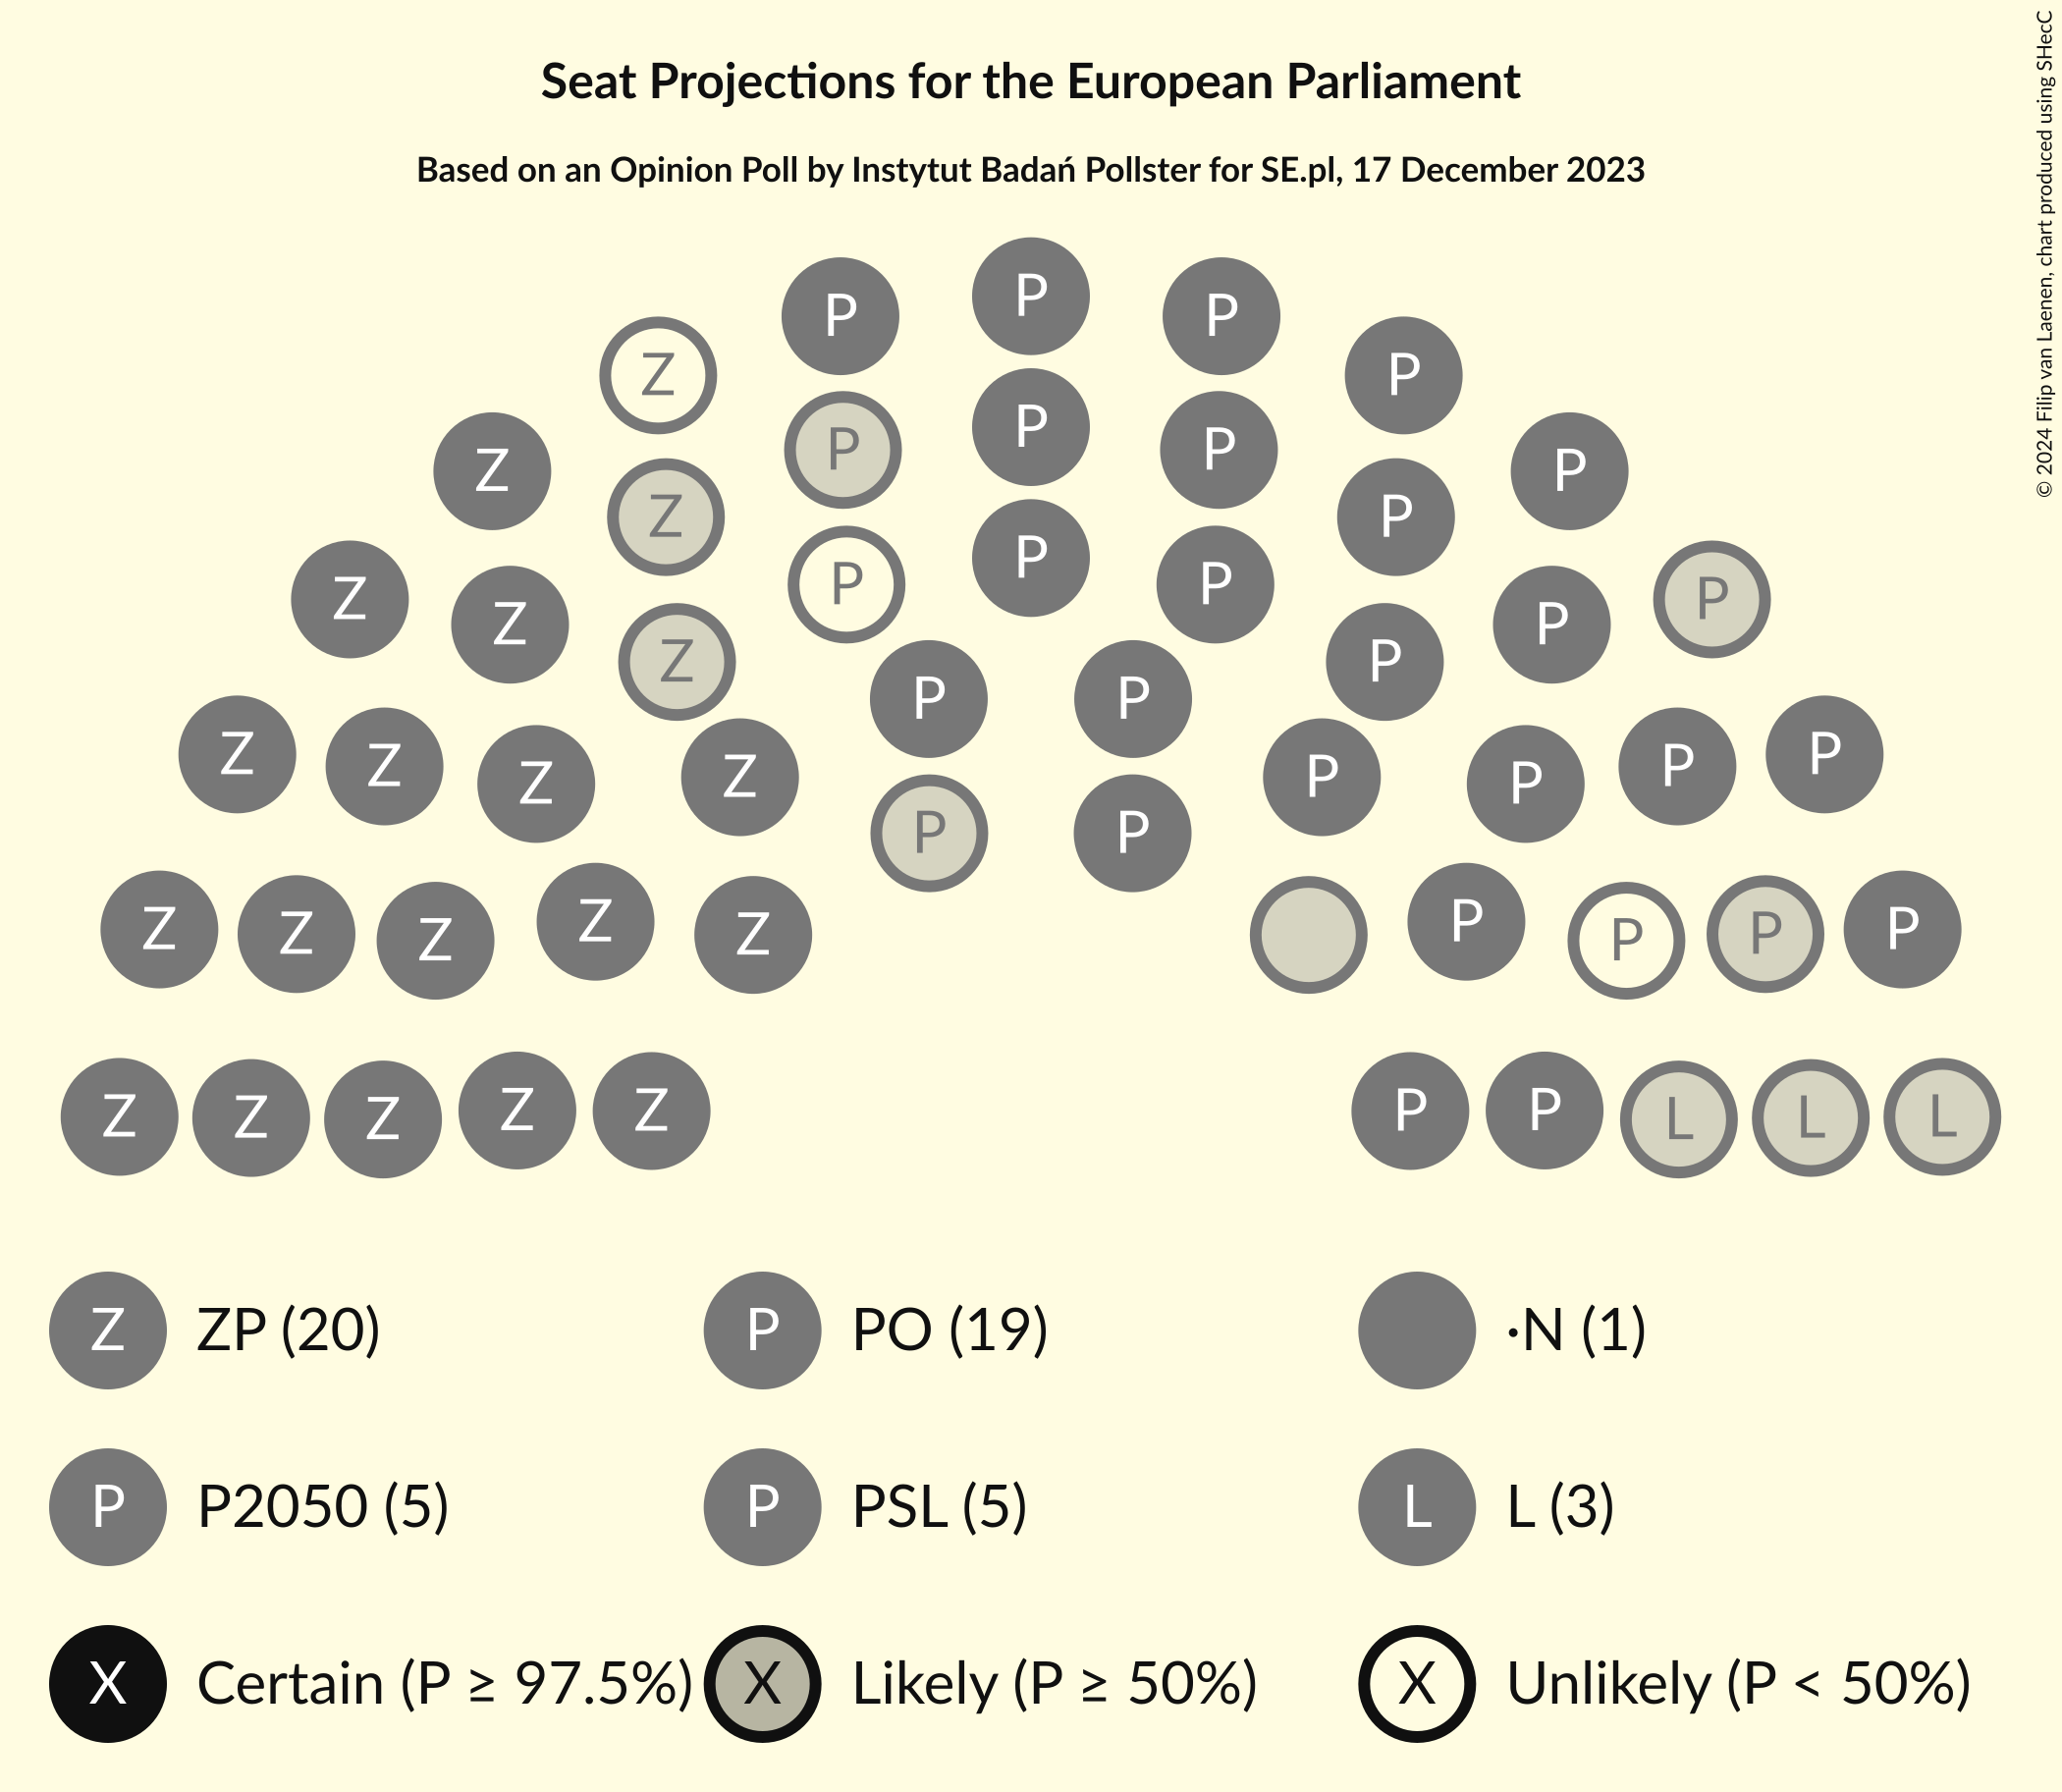 Seat Projections for the European Parliament
Based on an Opinion Poll by Instytut Badań Pollster for SE.pl, 17 December 2023
© 2024 Filip van Laenen, chart produced using SHecC
P
P P
Z P
P
P
P P
Z P
Z P
Z P
P
P P
Z P
Z P
Z P
P P
Z P
Z P
Z P
Z P
P P
Z P
Z Z P P
Z Z Z P P
Z Z P P P
Z Z Z Z Z P P L L L
Z ZP (20) P PO (19) ·N (1)
P P2050 (5) P PSL (5) L L (3)
X Certain (P ≥ 97.5%) X Likely (P ≥ 50%) X Unlikely (P < 50%)